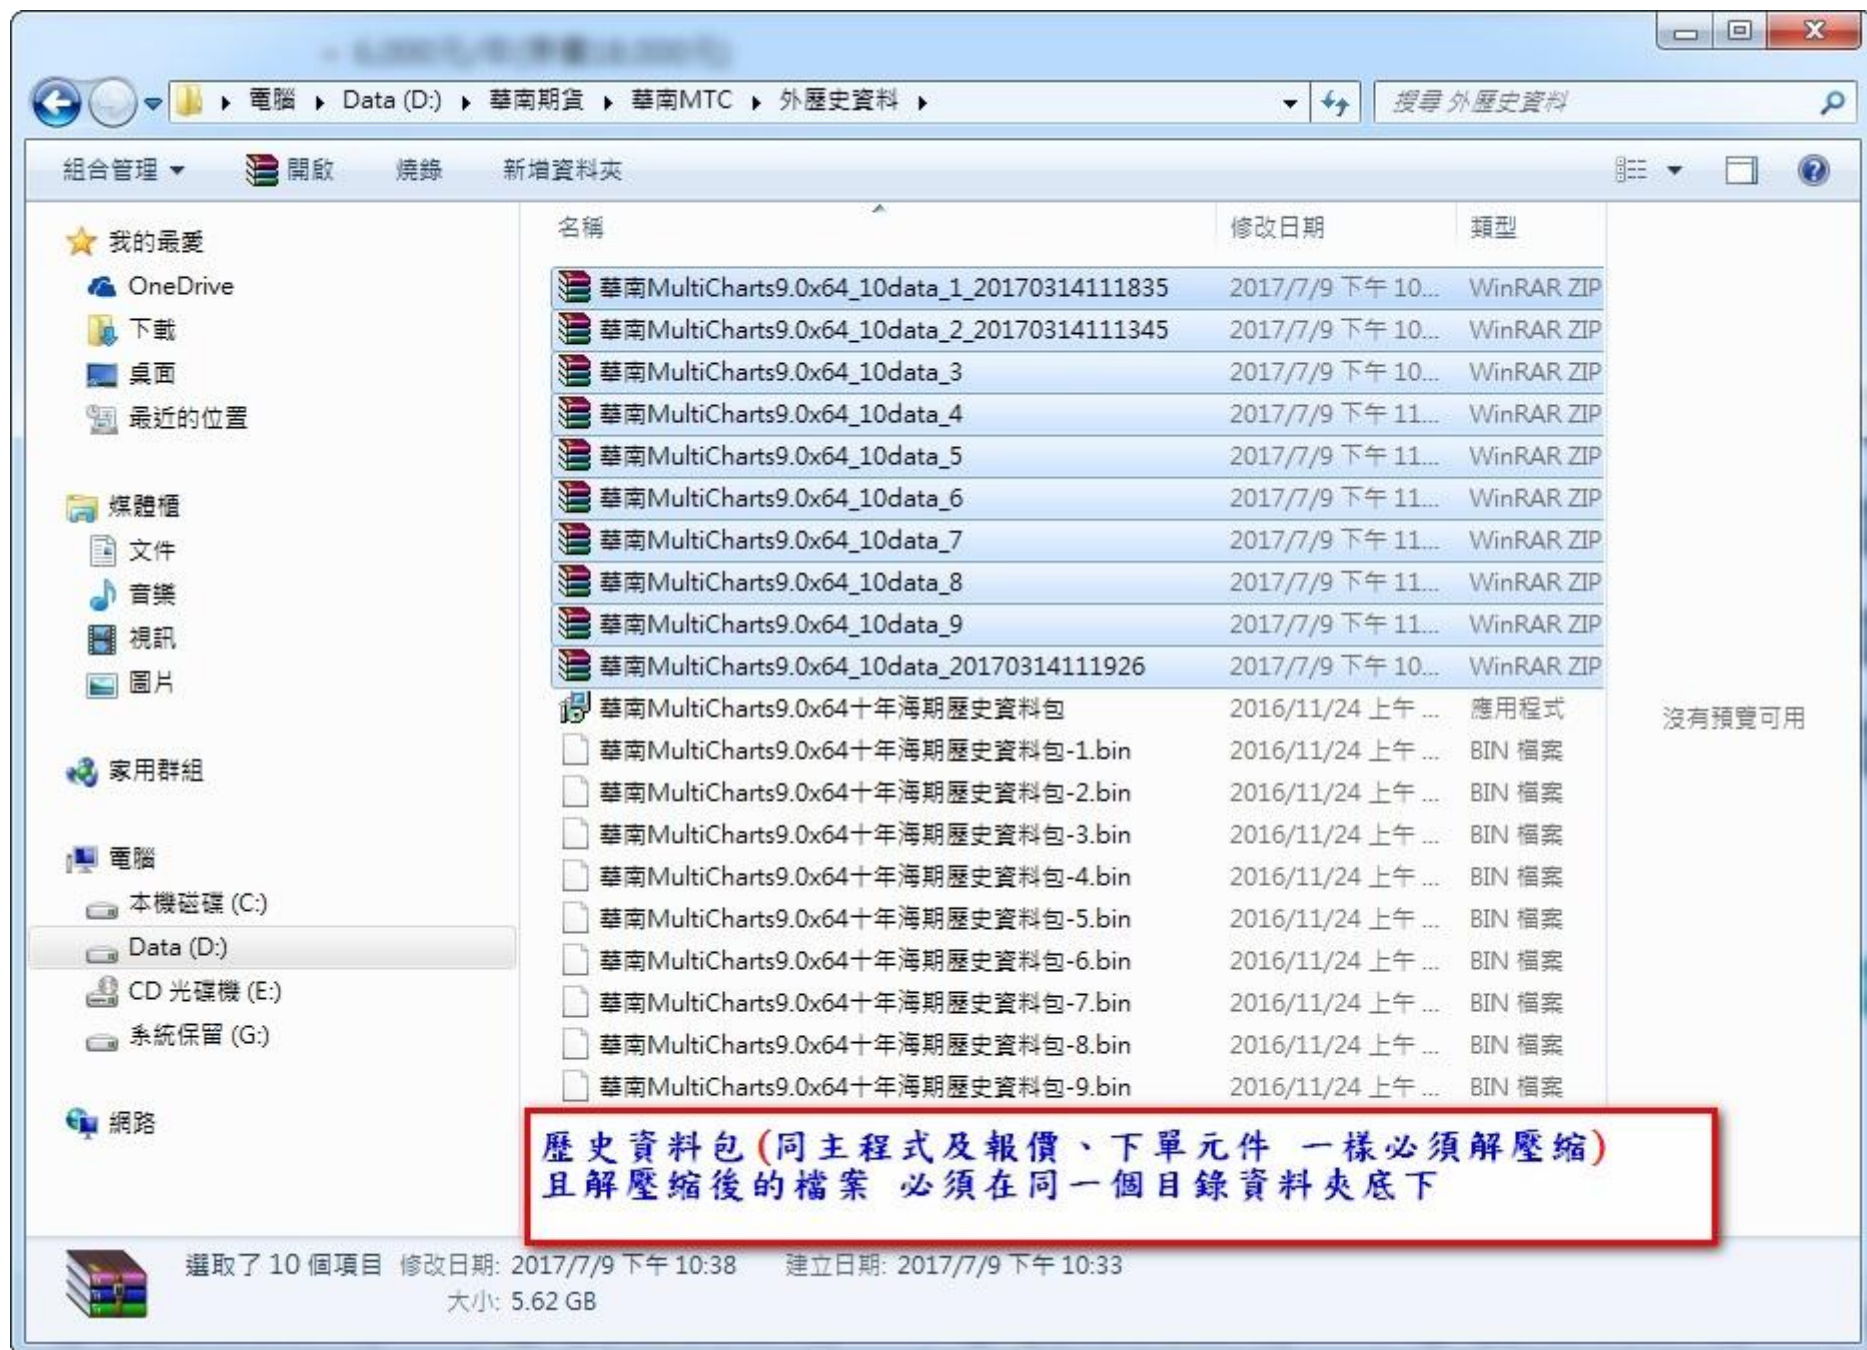 電腦 ▸ Data (D:) ▸ 華南期貨 ▸ 華南MTC ▸ 外歷史資料 ▸
搜尋 外歷史資料
組合管理 開啟 燒錄 新增資料夾
我的最愛
OneDrive
下載
桌面
最近的位置
媒體櫃
文件
音樂
視訊
圖片
家用群組
電腦
本機磁碟 (C:)
Data (D:)
CD 光碟機 (E:)
系統保留 (G:)
網路
名稱 修改日期 類型
華南MultiCharts9.0x64_10data_1_20170314111835 2017/7/9 下午 10... WinRAR ZIP
華南MultiCharts9.0x64_10data_2_20170314111345 2017/7/9 下午 10... WinRAR ZIP
華南MultiCharts9.0x64_10data_3 2017/7/9 下午 10... WinRAR ZIP
華南MultiCharts9.0x64_10data_4 2017/7/9 下午 11... WinRAR ZIP
華南MultiCharts9.0x64_10data_5 2017/7/9 下午 11... WinRAR ZIP
華南MultiCharts9.0x64_10data_6 2017/7/9 下午 11... WinRAR ZIP
華南MultiCharts9.0x64_10data_7 2017/7/9 下午 11... WinRAR ZIP
華南MultiCharts9.0x64_10data_8 2017/7/9 下午 11... WinRAR ZIP
華南MultiCharts9.0x64_10data_9 2017/7/9 下午 11... WinRAR ZIP
華南MultiCharts9.0x64_10data_20170314111926 2017/7/9 下午 10... WinRAR ZIP
華南MultiCharts9.0x64十年海期歷史資料包 2016/11/24 上午 ... 應用程式
華南MultiCharts9.0x64十年海期歷史資料包-1.bin 2016/11/24 上午 ... BIN 檔案
華南MultiCharts9.0x64十年海期歷史資料包-2.bin 2016/11/24 上午 ... BIN 檔案
華南MultiCharts9.0x64十年海期歷史資料包-3.bin 2016/11/24 上午 ... BIN 檔案
華南MultiCharts9.0x64十年海期歷史資料包-4.bin 2016/11/24 上午 ... BIN 檔案
華南MultiCharts9.0x64十年海期歷史資料包-5.bin 2016/11/24 上午 ... BIN 檔案
華南MultiCharts9.0x64十年海期歷史資料包-6.bin 2016/11/24 上午 ... BIN 檔案
華南MultiCharts9.0x64十年海期歷史資料包-7.bin 2016/11/24 上午 ... BIN 檔案
華南MultiCharts9.0x64十年海期歷史資料包-8.bin 2016/11/24 上午 ... BIN 檔案
華南MultiCharts9.0x64十年海期歷史資料包-9.bin 2016/11/24 上午 ... BIN 檔案
沒有預覽可用
歷史資料包(同主程式及報價、下單元件 一樣必須解壓縮)
且解壓縮後的檔案 必須在同一個目錄資料夾底下
選取了 10 個項目 修改日期: 2017/7/9 下午 10:38 建立日期: 2017/7/9 下午 10:33
大小: 5.62 GB